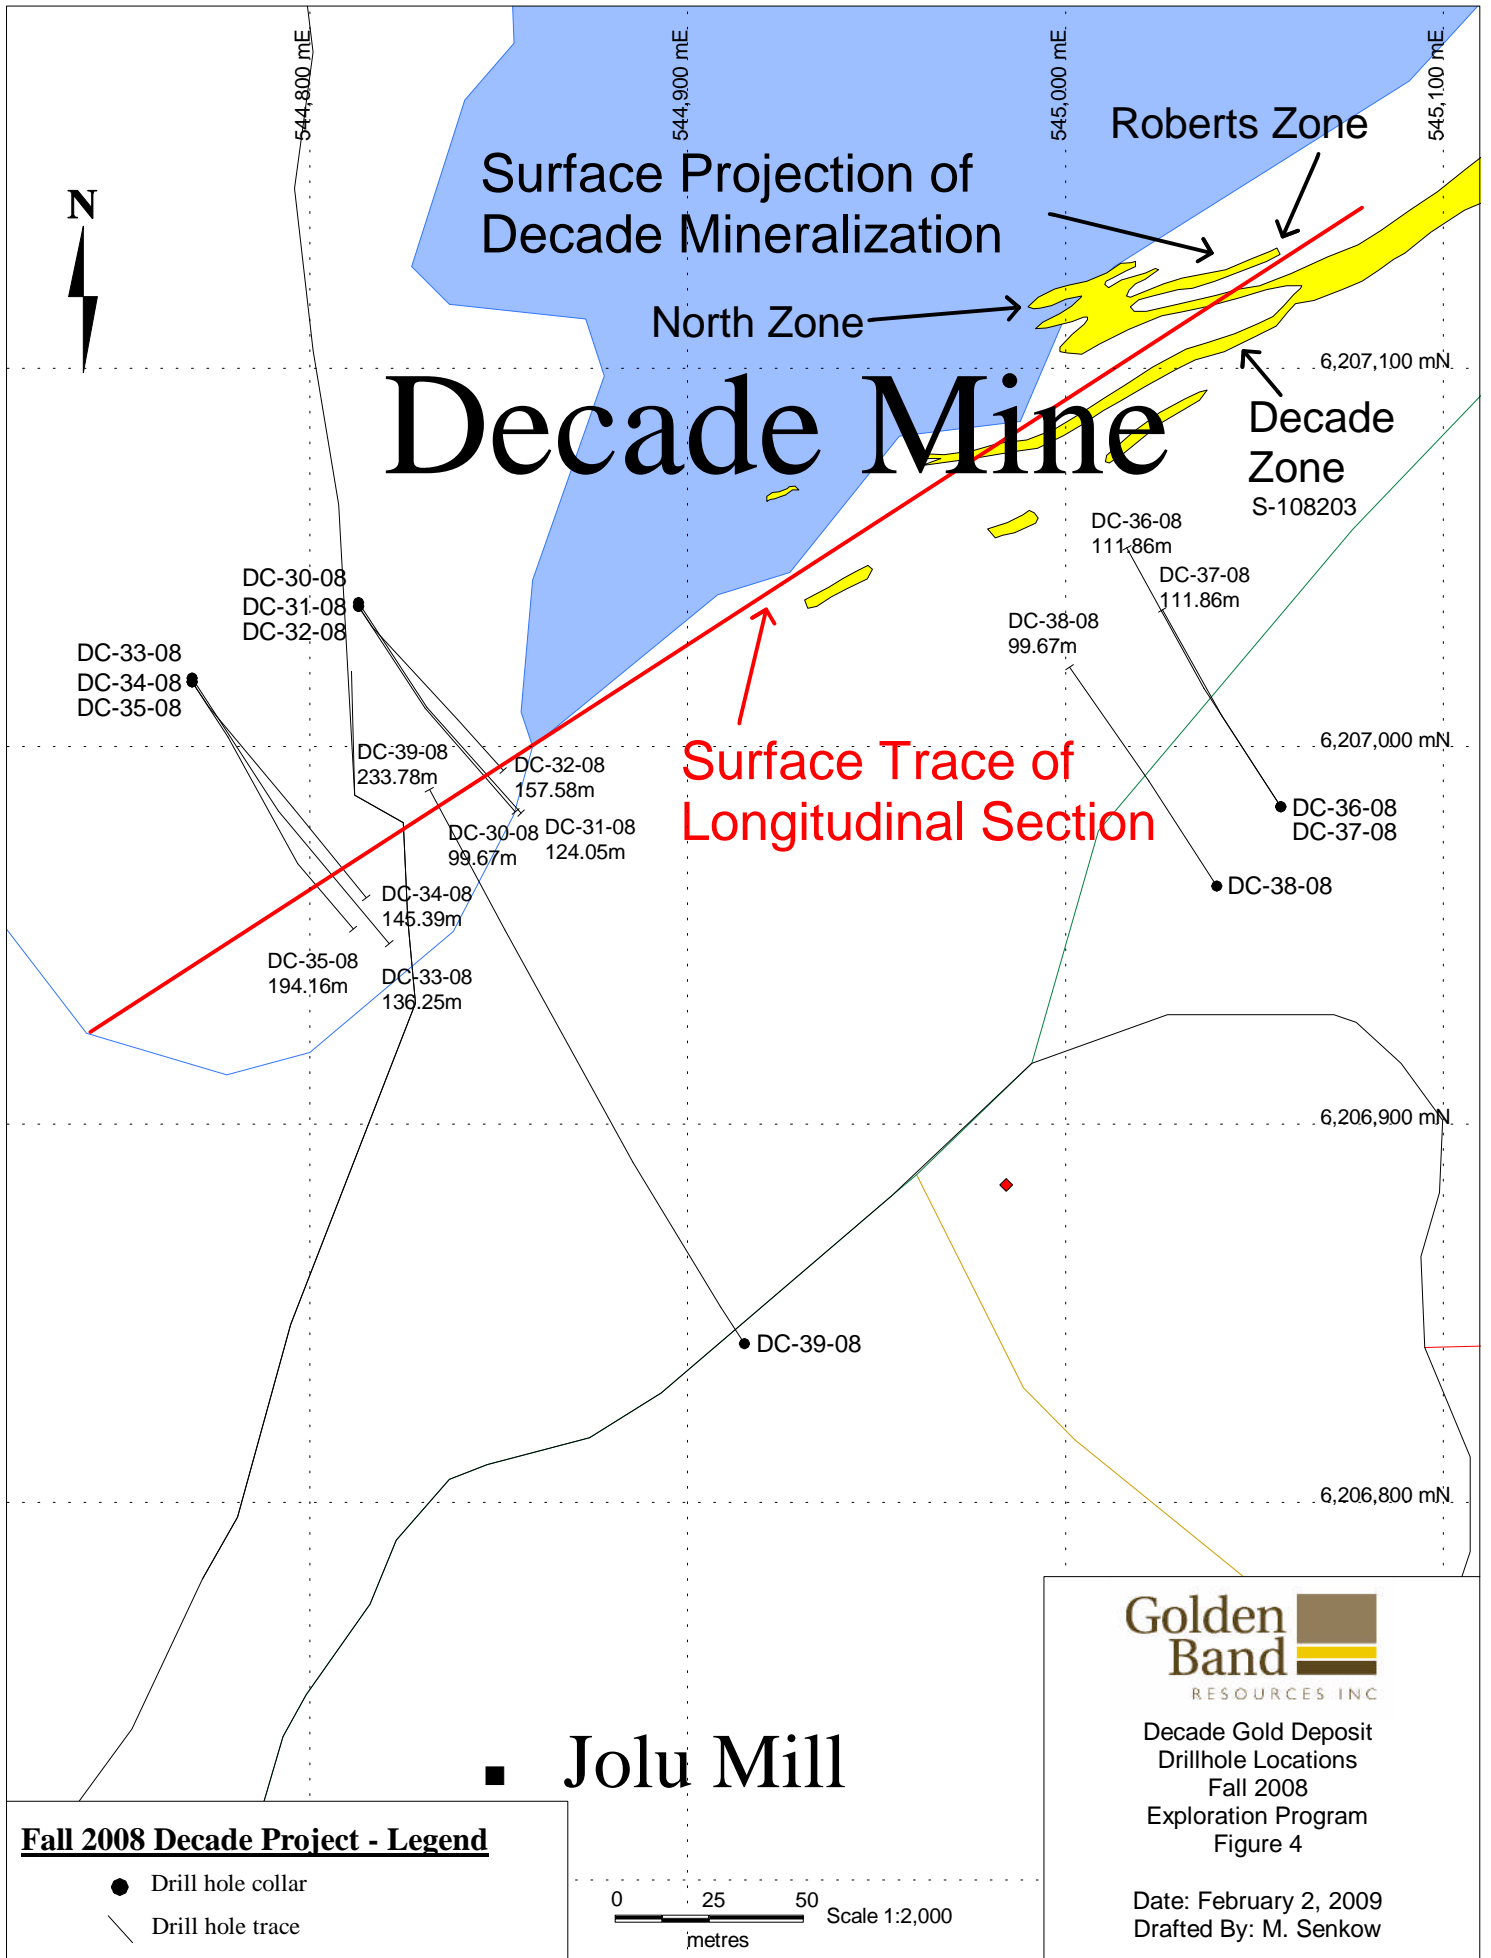 544,800 mE
544,900 mE
545,000 mE
545,100 mE
Roberts Zone
Surface Projection of
Decade Mineralization
N
North Zone
6,207,100 mN
Decade Mine
Decade
Zone
S-108203
DC-36-08
111.86m
DC-37-08
111.86m
DC-38-08
99.67m
DC-30-08
DC-31-08
DC-32-08
DC-33-08
DC-34-08
DC-35-08
DC-39-08
233.78m
DC-32-08
157.58m
DC-30-08
99.67m
DC-31-08
124.05m
Surface Trace of
Longitudinal Section
6,207,000 mN
DC-36-08
DC-37-08
DC-38-08
DC-34-08
145.39m
DC-35-08
194.16m
DC-33-08
136.25m
6,206,900 mN
DC-39-08
6,206,800 mN
Jolu Mill
Golden
Band
RESOURCES INC
Decade Gold Deposit
Drillhole Locations
Fall 2008
Exploration Program
Figure 4
Date: February 2, 2009
Drafted By: M. Senkow
Fall 2008 Decade Project - Legend
Drill hole collar
Drill hole trace
0 25 50
Scale 1:2,000
metres